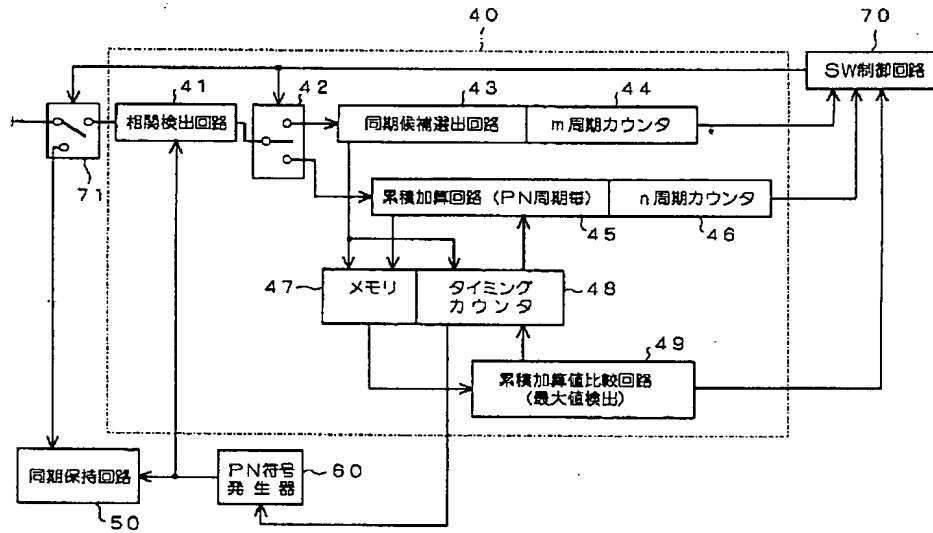 40
70
SW制御回路
41
相関検出回路
42
43
同期候補選出回路
44
m周期カウンタ
71
累積加算回路(PN周期毎)
n周期カウンタ
45
46
47
メモリ
タイミング
カウンタ
48
49
累積加算値比較回路
(最大値検出)
同期保持回路
50
PN符号
発生器
60